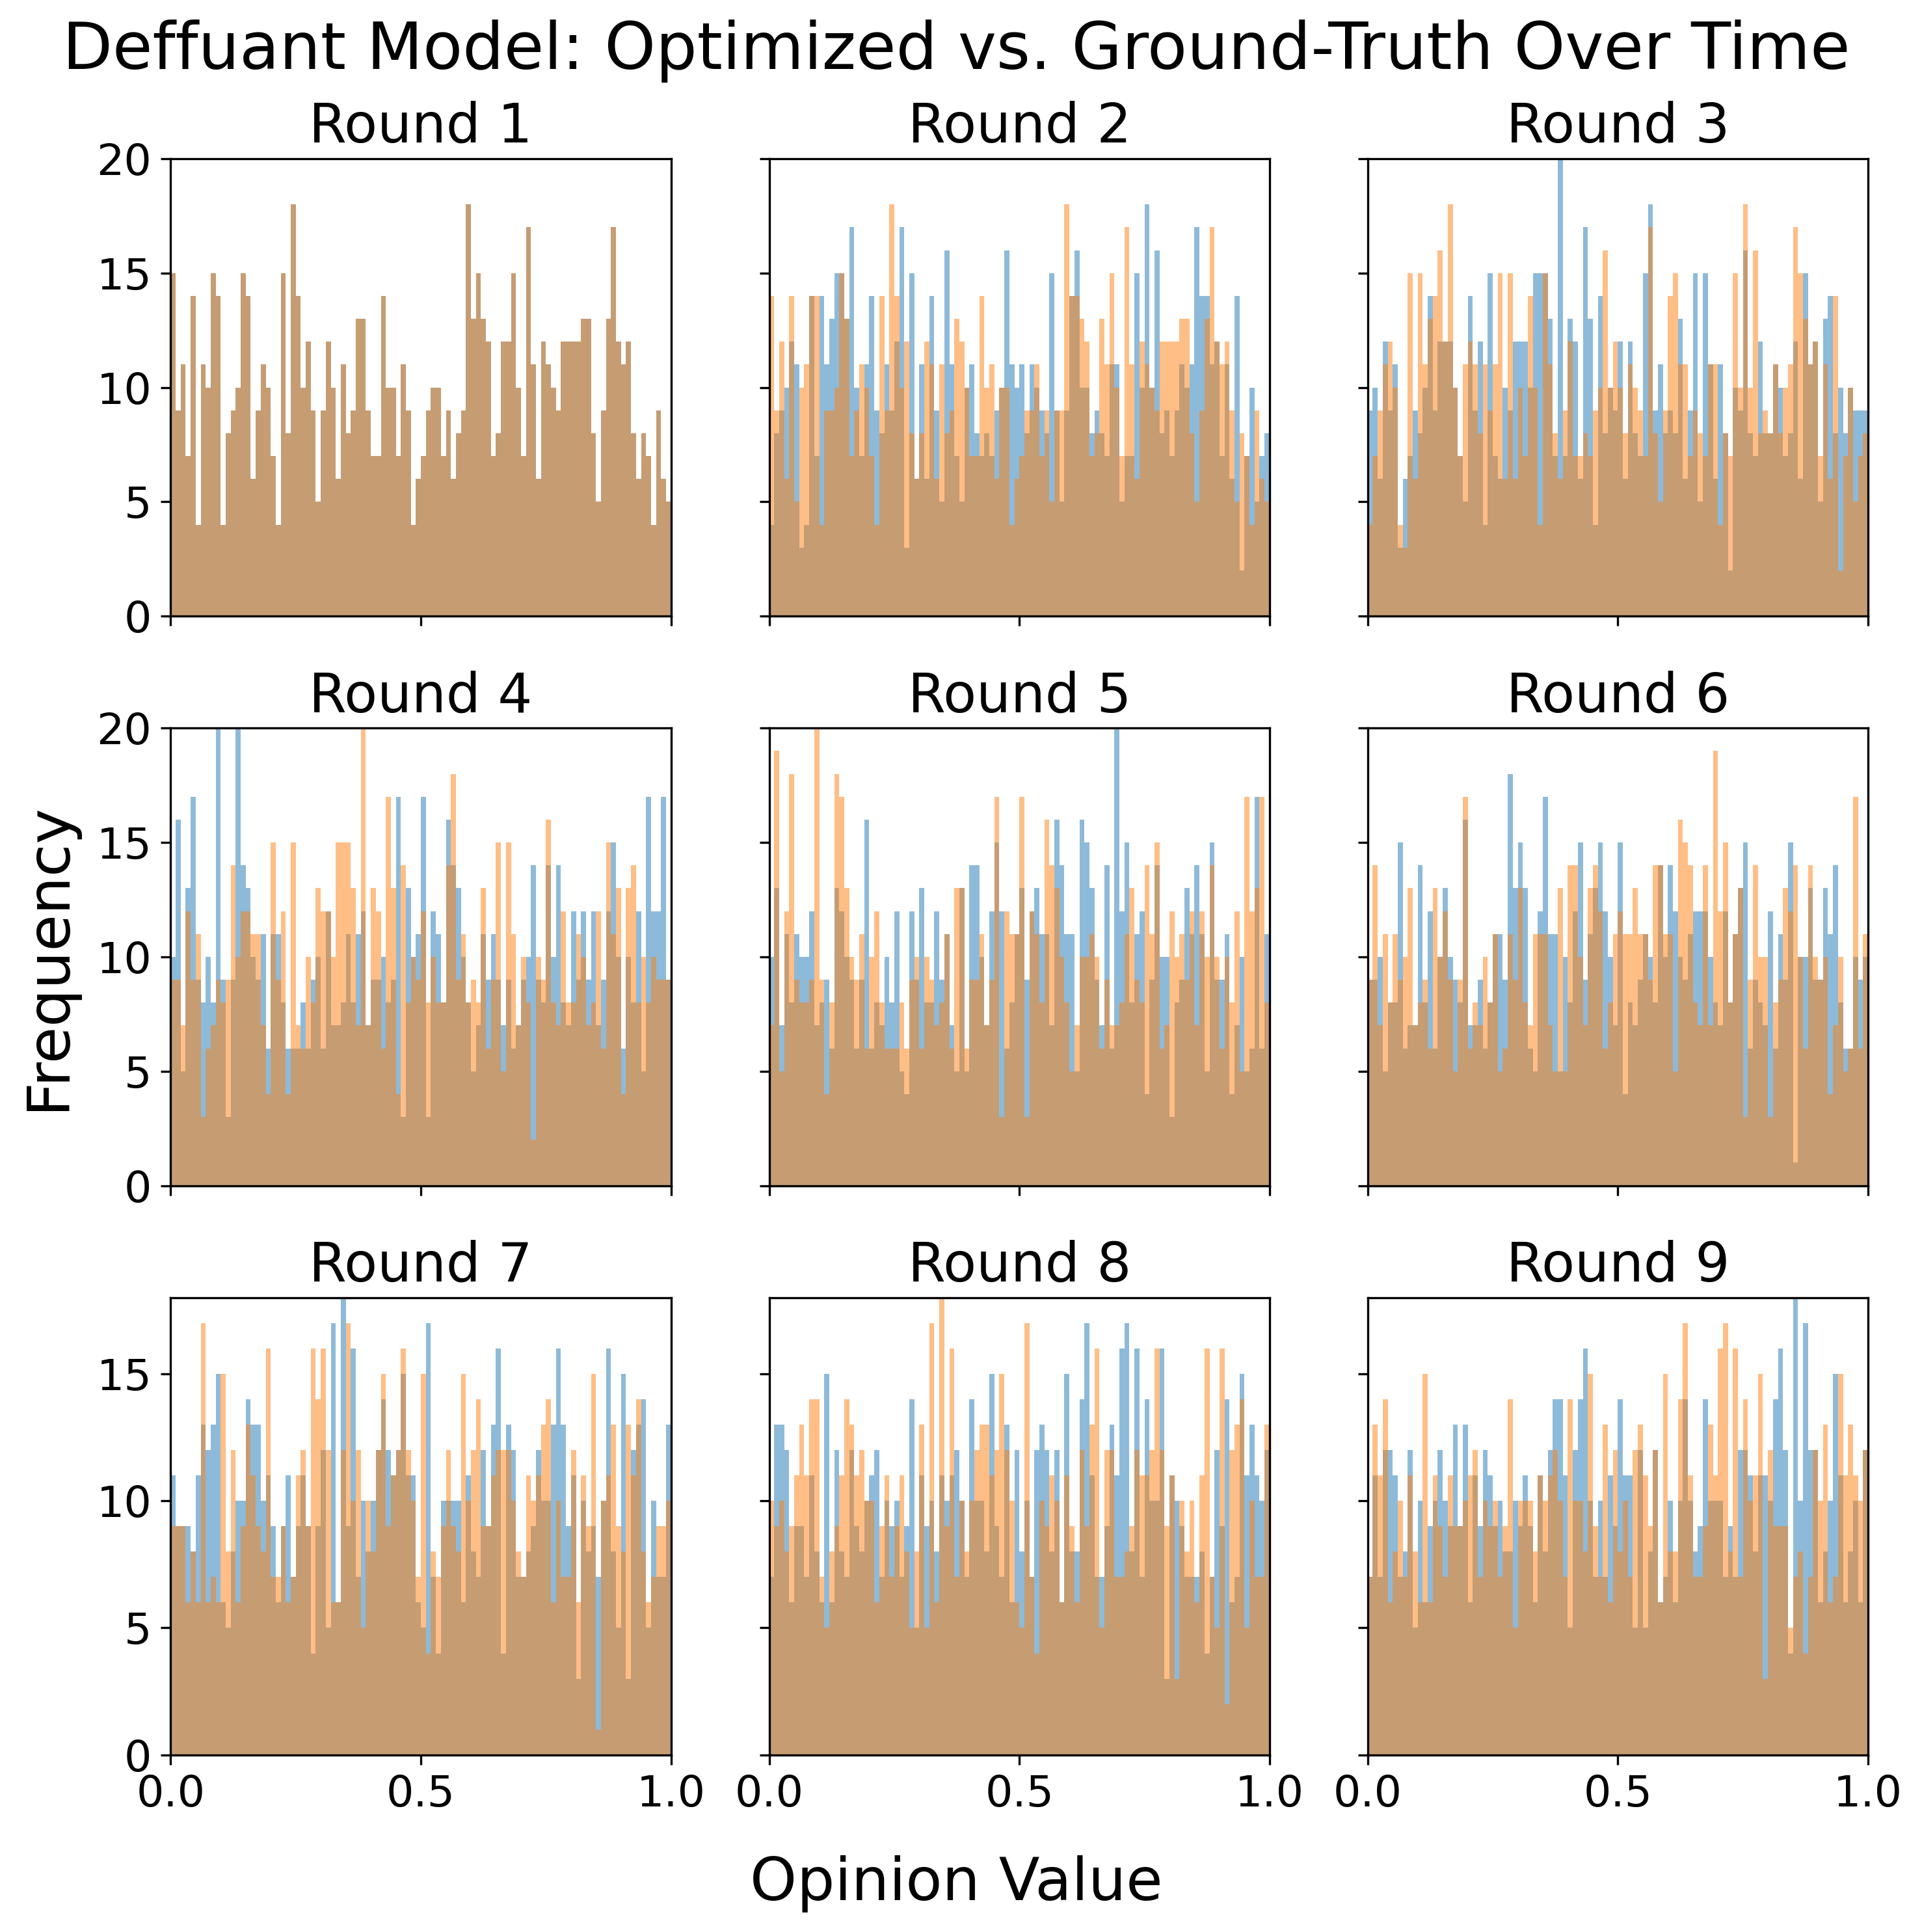 Deffuant Model: Optimized vs. Ground-Truth Over Time
Round 1
Round 2
Round 3
20
15
10
5
0
Round 4
Round 5
Round 6
20
15
10
5
0
Frequency
Round 7
Round 8
Round 9
15
10
5
0
0.0 0.5 1.0 0.0 0.5 1.0 0.0 0.5 1.0
Opinion Value